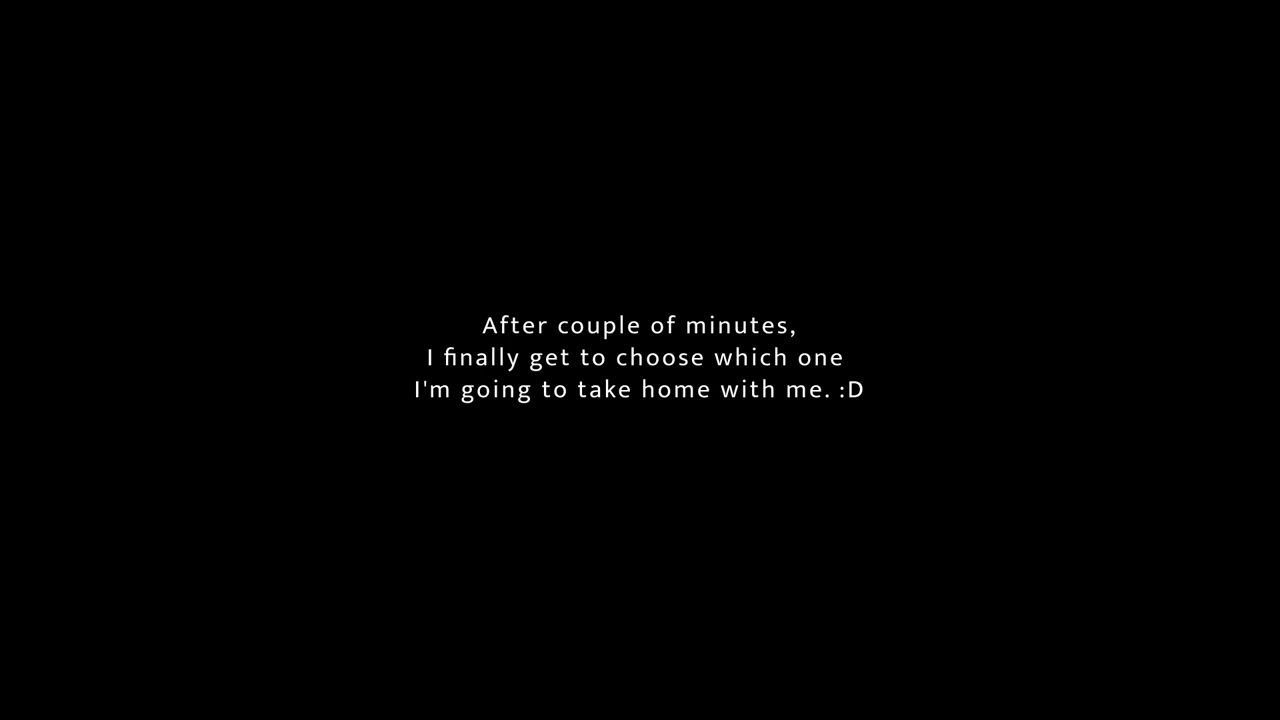 After couple of minutes,
I finally get to choose which one
I'm going to take home with me. :D